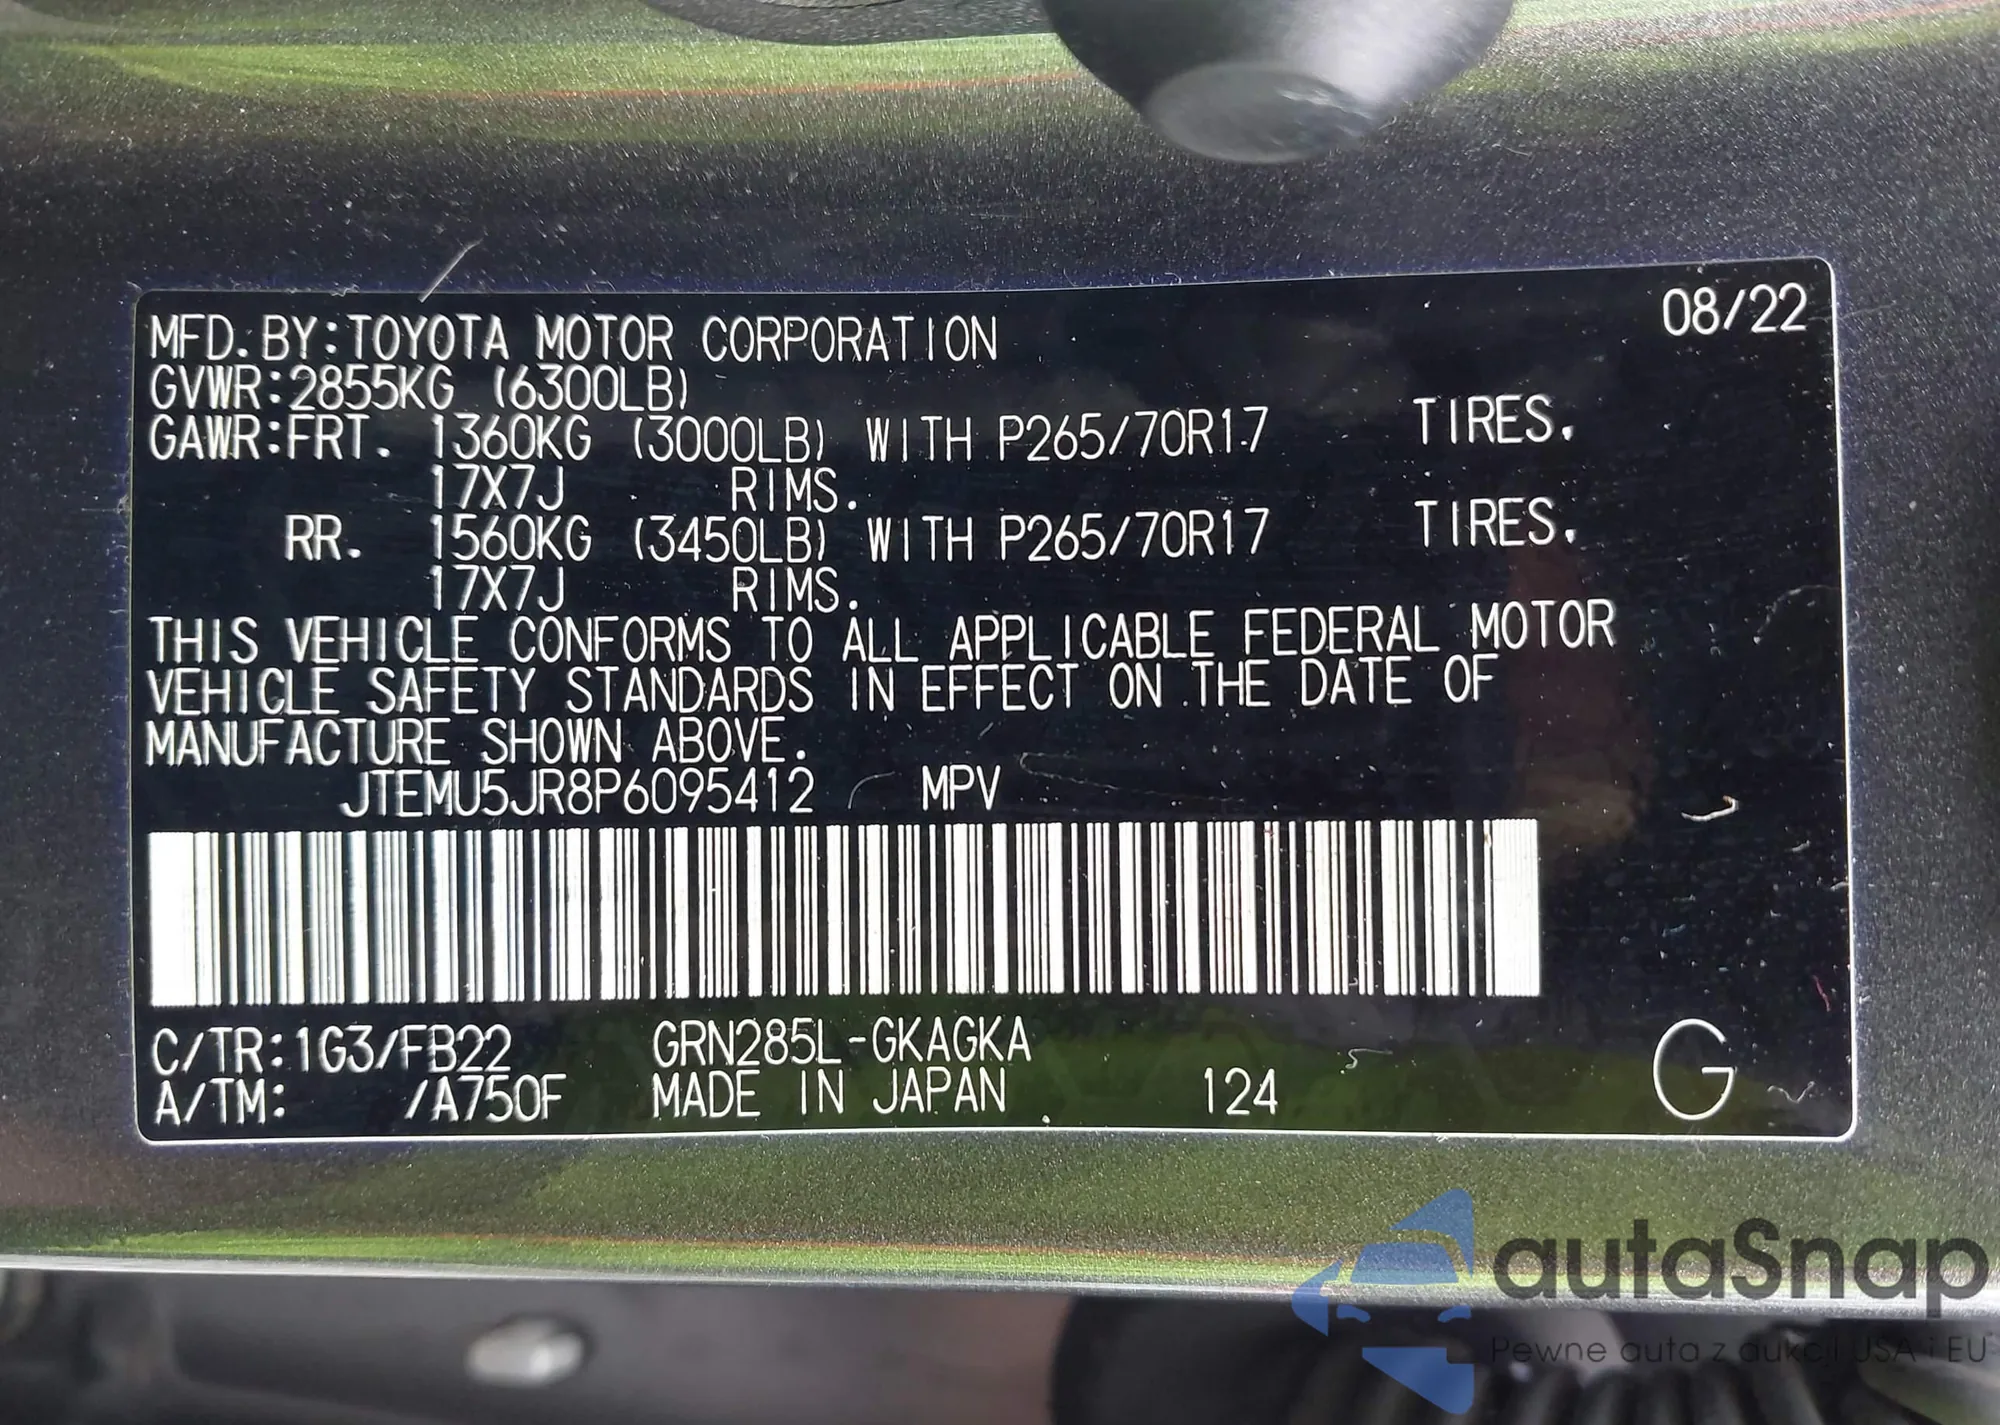 08/22
MFD.BY:TOYOTA MOTOR CORPORATION
GVWR:2855KG (6300LB)
GAWR:FRT. 1360KG (3000LB) WITH P265/70R17 TIRES.
17X7J RIMS.
RR. 1560KG (3450LB) WITH P265/70R17 TIRES.
17X7J RIMS.
THIS VEHICLE CONFORMS TO ALL APPLICABLE FEDERAL MOTOR
VEHICLE SAFETY STANDARDS IN EFFECT ON THE DATE OF
MANUFACTURE SHOWN ABOVE.
JTEMU5JR8P6095412 MPV
C/TR:1G3/FB22 GRN285L-GKAGKA
A/TM: /A750F MADE IN JAPAN 124 G
autaSnap
Pewne auta z aukcji USA i EU